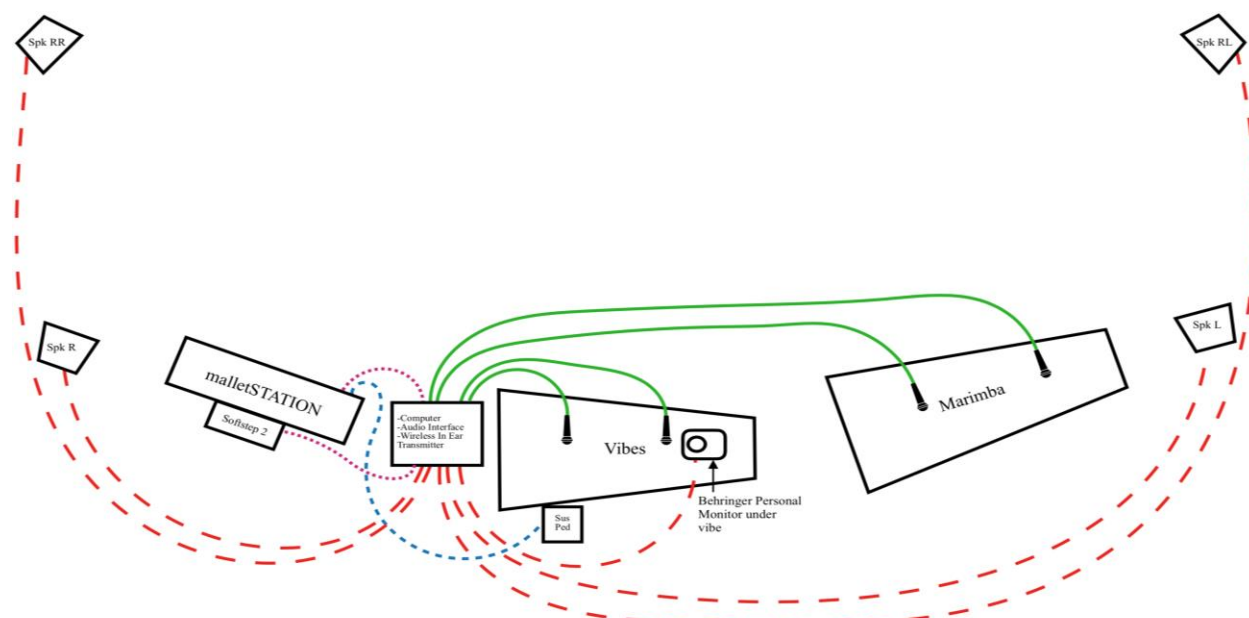 Spk RR
Spk RL
Spk R
Spk L
malletSTATION
Softstep 2
-Computer
-Audio Interface
-Wireless In Ear
Transmitter
Vibes
Marimba
Behringer Personal
Monitor under
vibe
Sus
Ped